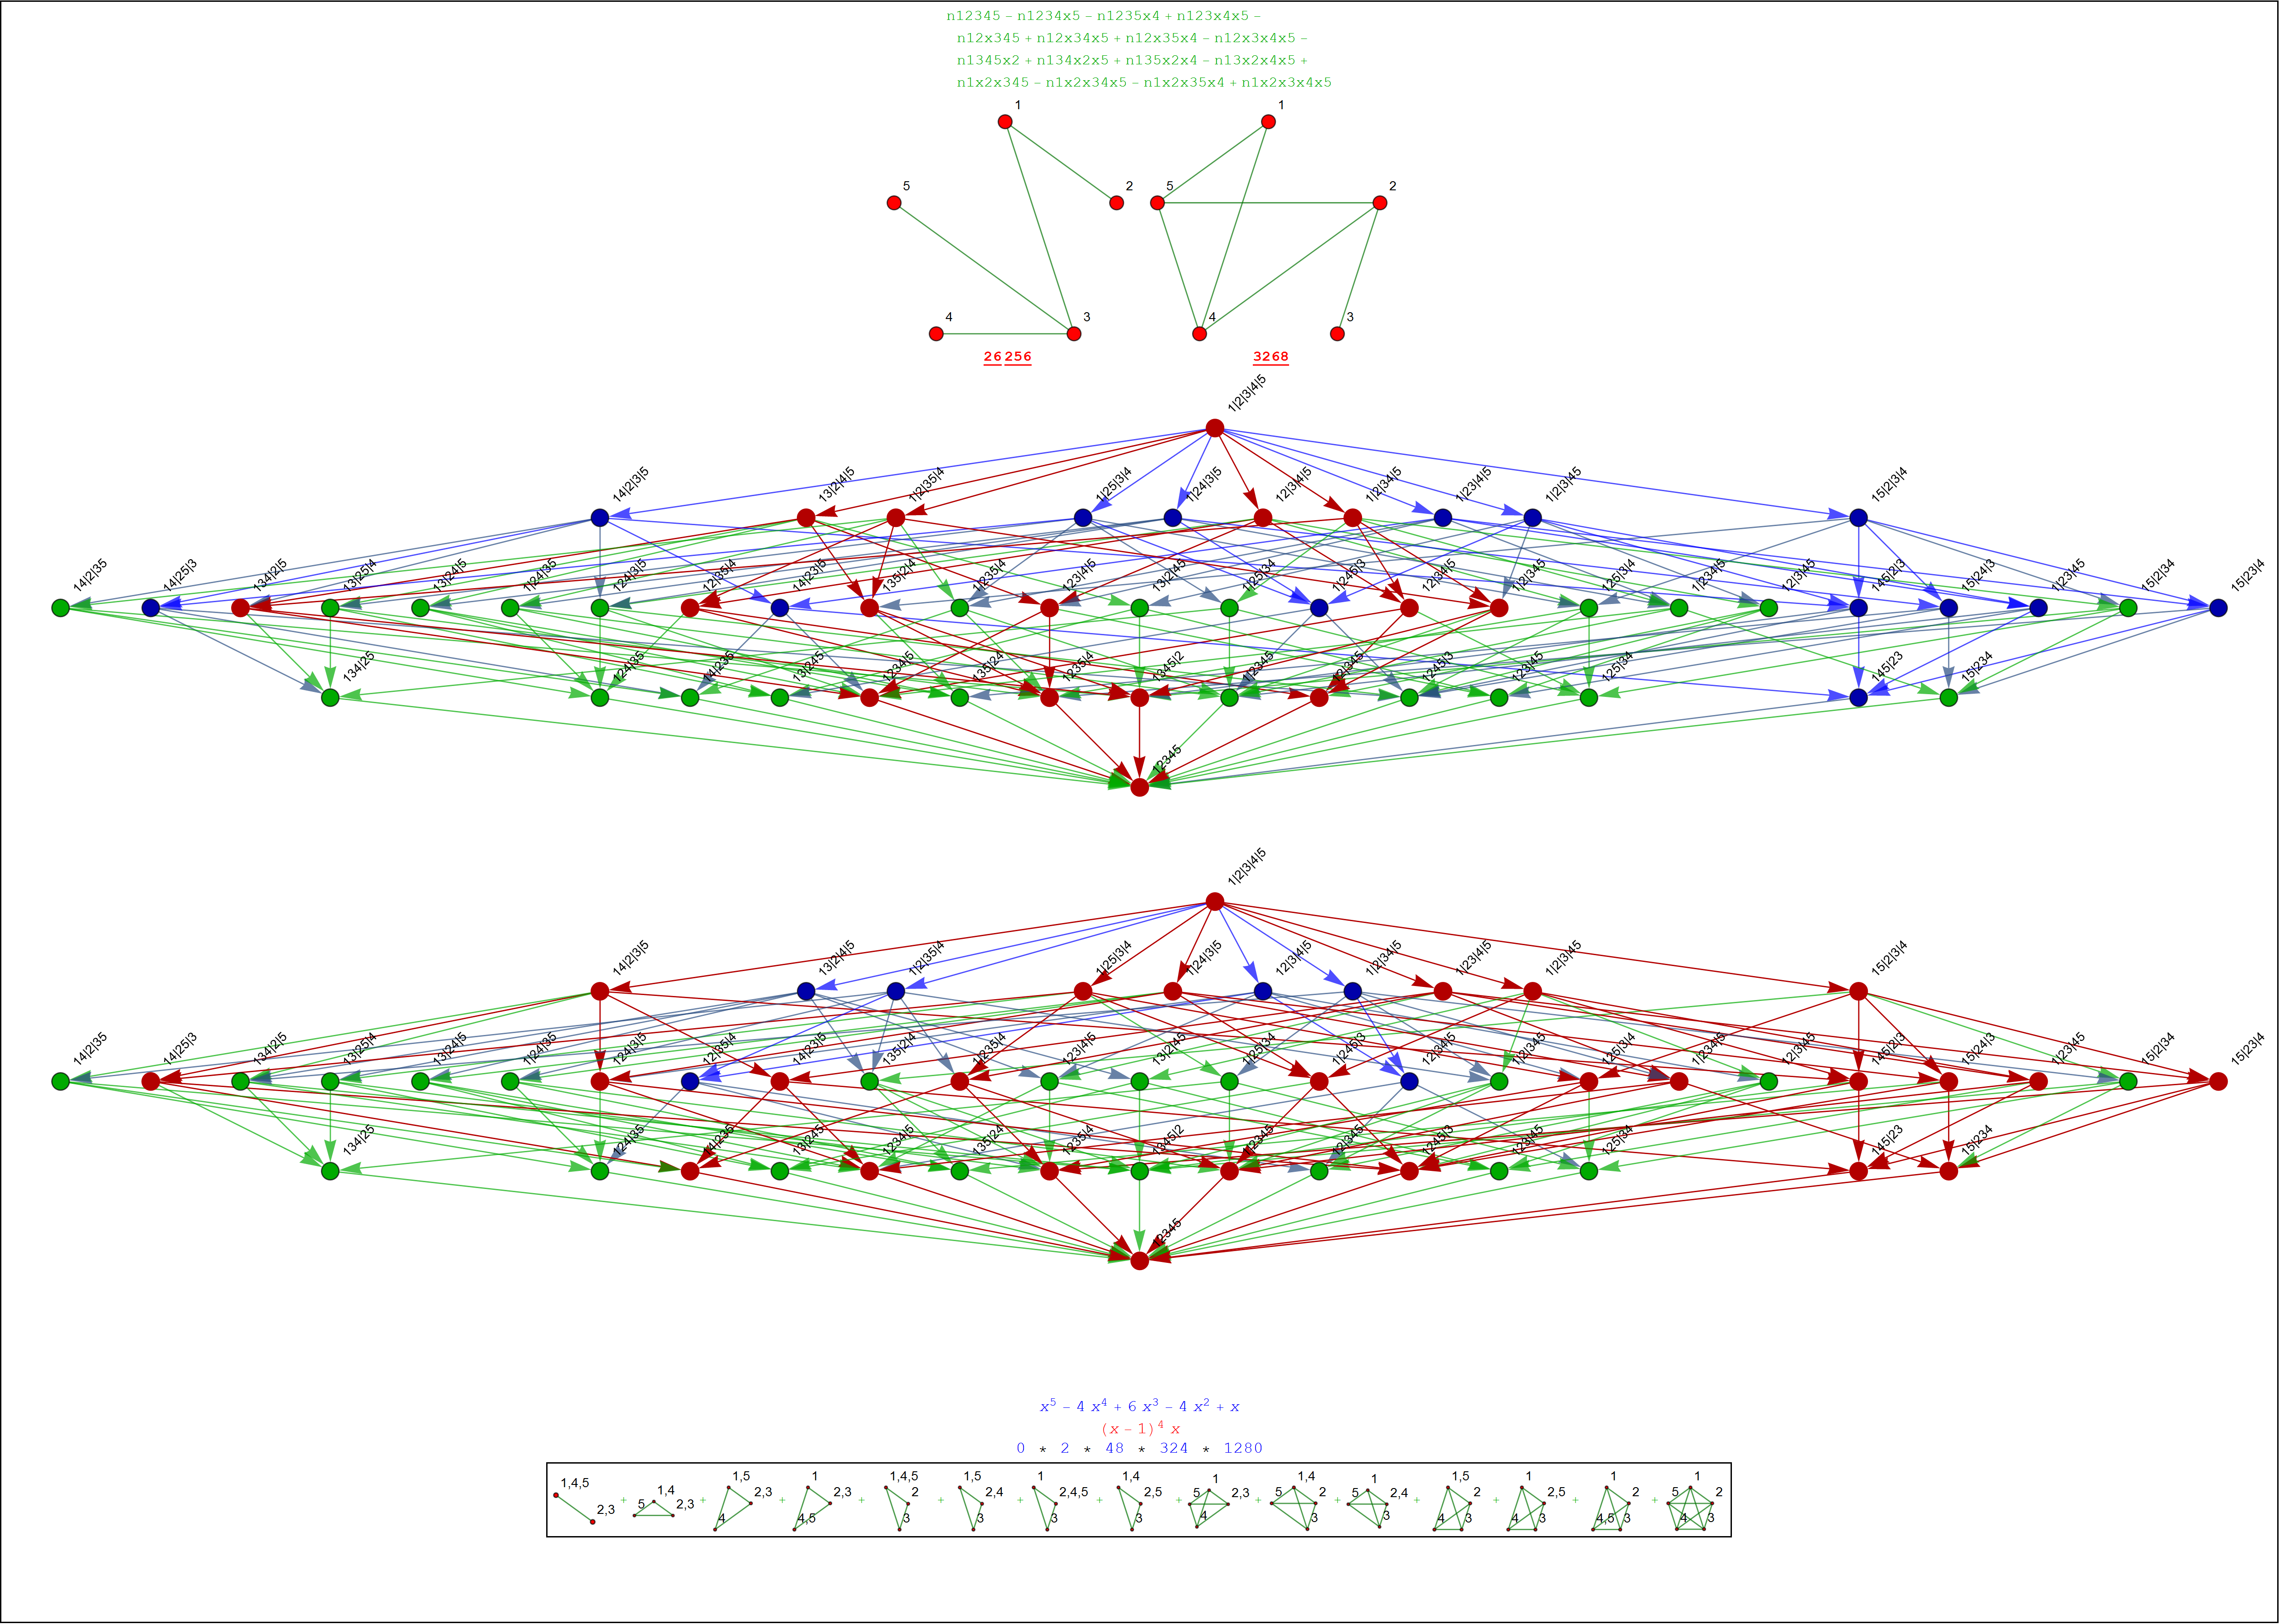 n12345 − n1234x5 − n1235x4 + n123x4x5 −
n12x345 + n12x34x5 + n12x35x4 − n12x3x4x5 −
n1345x2 + n134x2x5 + n135x2x4 − n13x2x4x5 +
n1x2x345 − n1x2x34x5 − n1x2x35x4 + n1x2x3x4x5
1 1
5 2 5 2
4 3 4 3
26 256 3268
1|2|3|4|5
14|2|3|5 13|2|4|5 1|2|35|4 1|25|3|4 1|24|3|5 12|3|4|5 1|2|34|5 1|23|4|5 1|2|3|45 15|2|3|4
14|2|35 14|25|3 134|2|5 13|25|4 13|24|5 1|24|35 124|3|5 12|35|4 14|23|5 135|2|4 1|235|4 123|4|5 13|2|45 1|25|34 1|245|3 12|34|5 1|2|345 125|3|4 1|234|5 12|3|45 145|2|3 15|24|3 1|23|45 15|2|34 15|23|4
134|25 124|35 14|235 13|245 1234|5 135|24 1235|4 1345|2 1|2345 12|345 1245|3 123|45 125|34 145|23 15|234
12345
1|2|3|4|5
14|2|3|5 13|2|4|5 1|2|35|4 1|25|3|4 1|24|3|5 12|3|4|5 1|2|34|5 1|23|4|5 1|2|3|45 15|2|3|4
14|2|35 14|25|3 134|2|5 13|25|4 13|24|5 1|24|35 124|3|5 12|35|4 14|23|5 135|2|4 1|235|4 123|4|5 13|2|45 1|25|34 1|245|3 12|34|5 1|2|345 125|3|4 1|234|5 12|3|45 145|2|3 15|24|3 1|23|45 15|2|34 15|23|4
134|25 124|35 14|235 13|245 1234|5 135|24 1235|4 1345|2 1|2345 12|345 1245|3 123|45 125|34 145|23 15|234
12345
x⁵ − 4 x⁴ + 6 x³ − 4 x² + x
(x − 1)⁴ x
0 * 2 * 48 * 324 * 1280
1,4,5 2,3 + 5 1,4 2,3 + 1,5 2,3 4 + 1 2,3 4,5 + 1,4,5 2 3 + 1,5 2,4 3 + 1 2,4,5 3 + 1,4 2,5 3 + 5 1 2,3 4 + 5 1,4 2 3 + 5 1 2,4 3 + 1,5 2 4 3 + 1 2,5 4 3 + 1 2 4,5 3 + 5 1 2 4 3